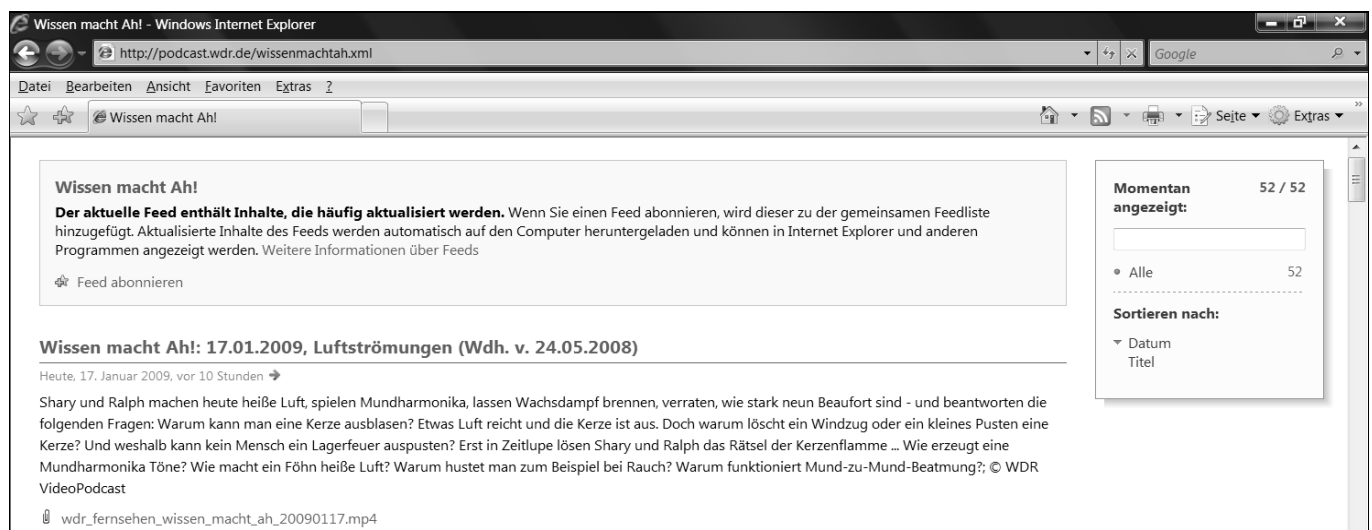 Wissen macht Ah! - Windows Internet Explorer
http://podcast.wdr.de/wissenmachtah.xml
Google
Datei Bearbeiten Ansicht Favoriten Extras ?
Wissen macht Ah!
Seite
Extras
Wissen macht Ah!
Der aktuelle Feed enthält Inhalte, die häufig aktualisiert werden. Wenn Sie einen Feed abonnieren, wird dieser zu der gemeinsamen Feedliste
hinzugefügt. Aktualisierte Inhalte des Feeds werden automatisch auf den Computer heruntergeladen und können in Internet Explorer und anderen
Programmen angezeigt werden. Weitere Informationen über Feeds
Feed abonnieren
Momentan 52 / 52
angezeigt:
Alle 52
Sortieren nach:
Datum
Titel
Wissen macht Ah!: 17.01.2009, Luftströmungen (Wdh. v. 24.05.2008)
Heute, 17. Januar 2009, vor 10 Stunden
Shary und Ralph machen heute heiße Luft, spielen Mundharmonika, lassen Wachsdampf brennen, verraten, wie stark neun Beaufort sind - und beantworten die
folgenden Fragen: Warum kann man eine Kerze ausblasen? Etwas Luft reicht und die Kerze ist aus. Doch warum löscht ein Windzug oder ein kleines Pusten eine
Kerze? Und weshalb kann kein Mensch ein Lagerfeuer auspusten? Erst in Zeitlupe lösen Shary und Ralph das Rätsel der Kerzenflamme ... Wie erzeugt eine
Mundharmonika Töne? Wie macht ein Föhn heiße Luft? Warum hustet man zum Beispiel bei Rauch? Warum funktioniert Mund-zu-Mund-Beatmung?; © WDR
VideoPodcast
wdr_fernsehen_wissen_macht_ah_20090117.mp4